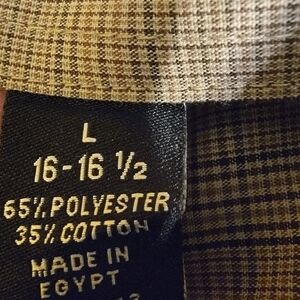 L
16-16 1/2
65% POLYESTER
35% COTTON
MADE IN
EGYPT